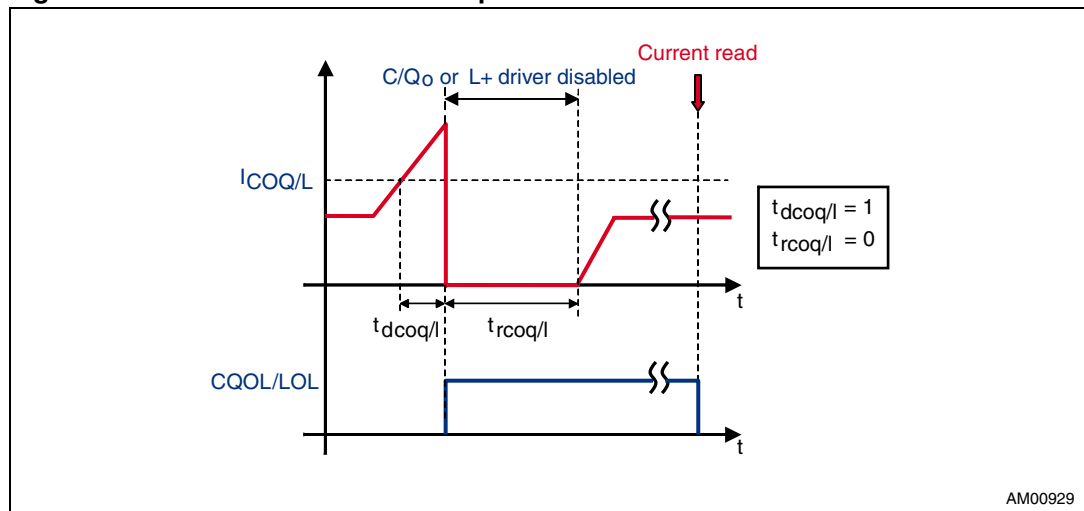 Current read
C/Qo or L+ driver disabled
ICOQ/L
tdcoq/l = 1
trcoq/l = 0
t
tdcoq/l
trcoq/l
CQOL/LOL
t
AM00929